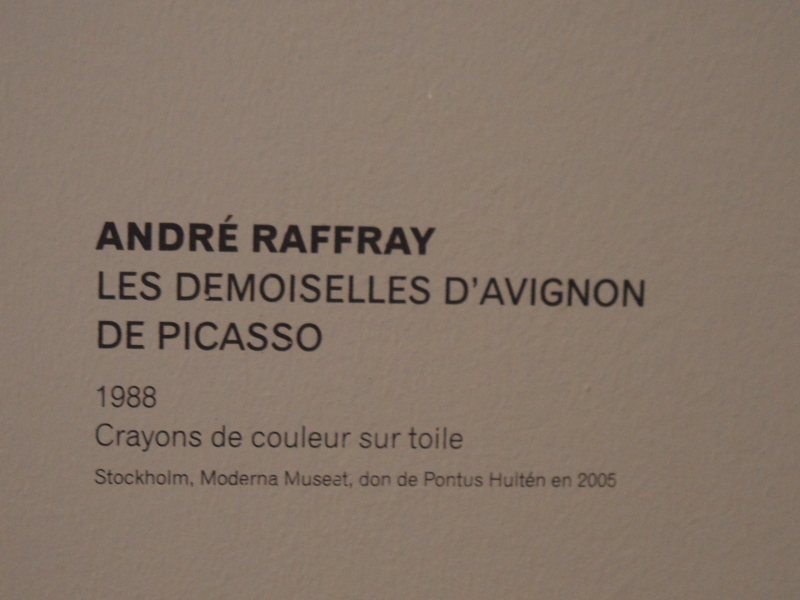 ANDRÉ RAFFRAY
LES DEMOISELLES D'AVIGNON
DE PICASSO
1988
Crayons de couleur sur toile
Stockholm, Moderna Museet, don de Pontus Hultén en 2005